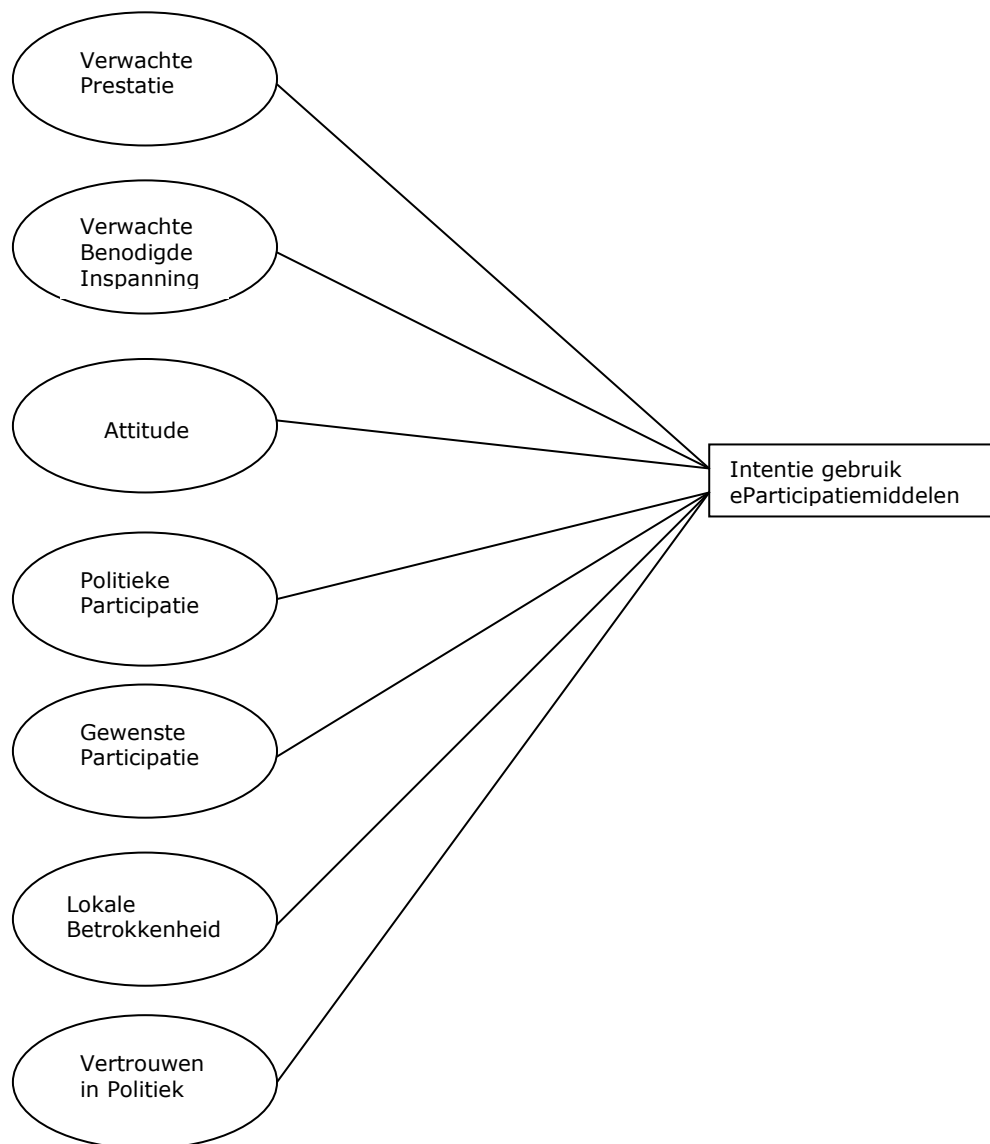 Verwachte
Prestatie
Verwachte
Benodigde
Inspanning
Attitude
Intentie gebruik
eParticipatiemiddelen
Politieke
Participatie
Gewenste
Participatie
Lokale
Betrokkenheid
Vertrouwen
in Politiek